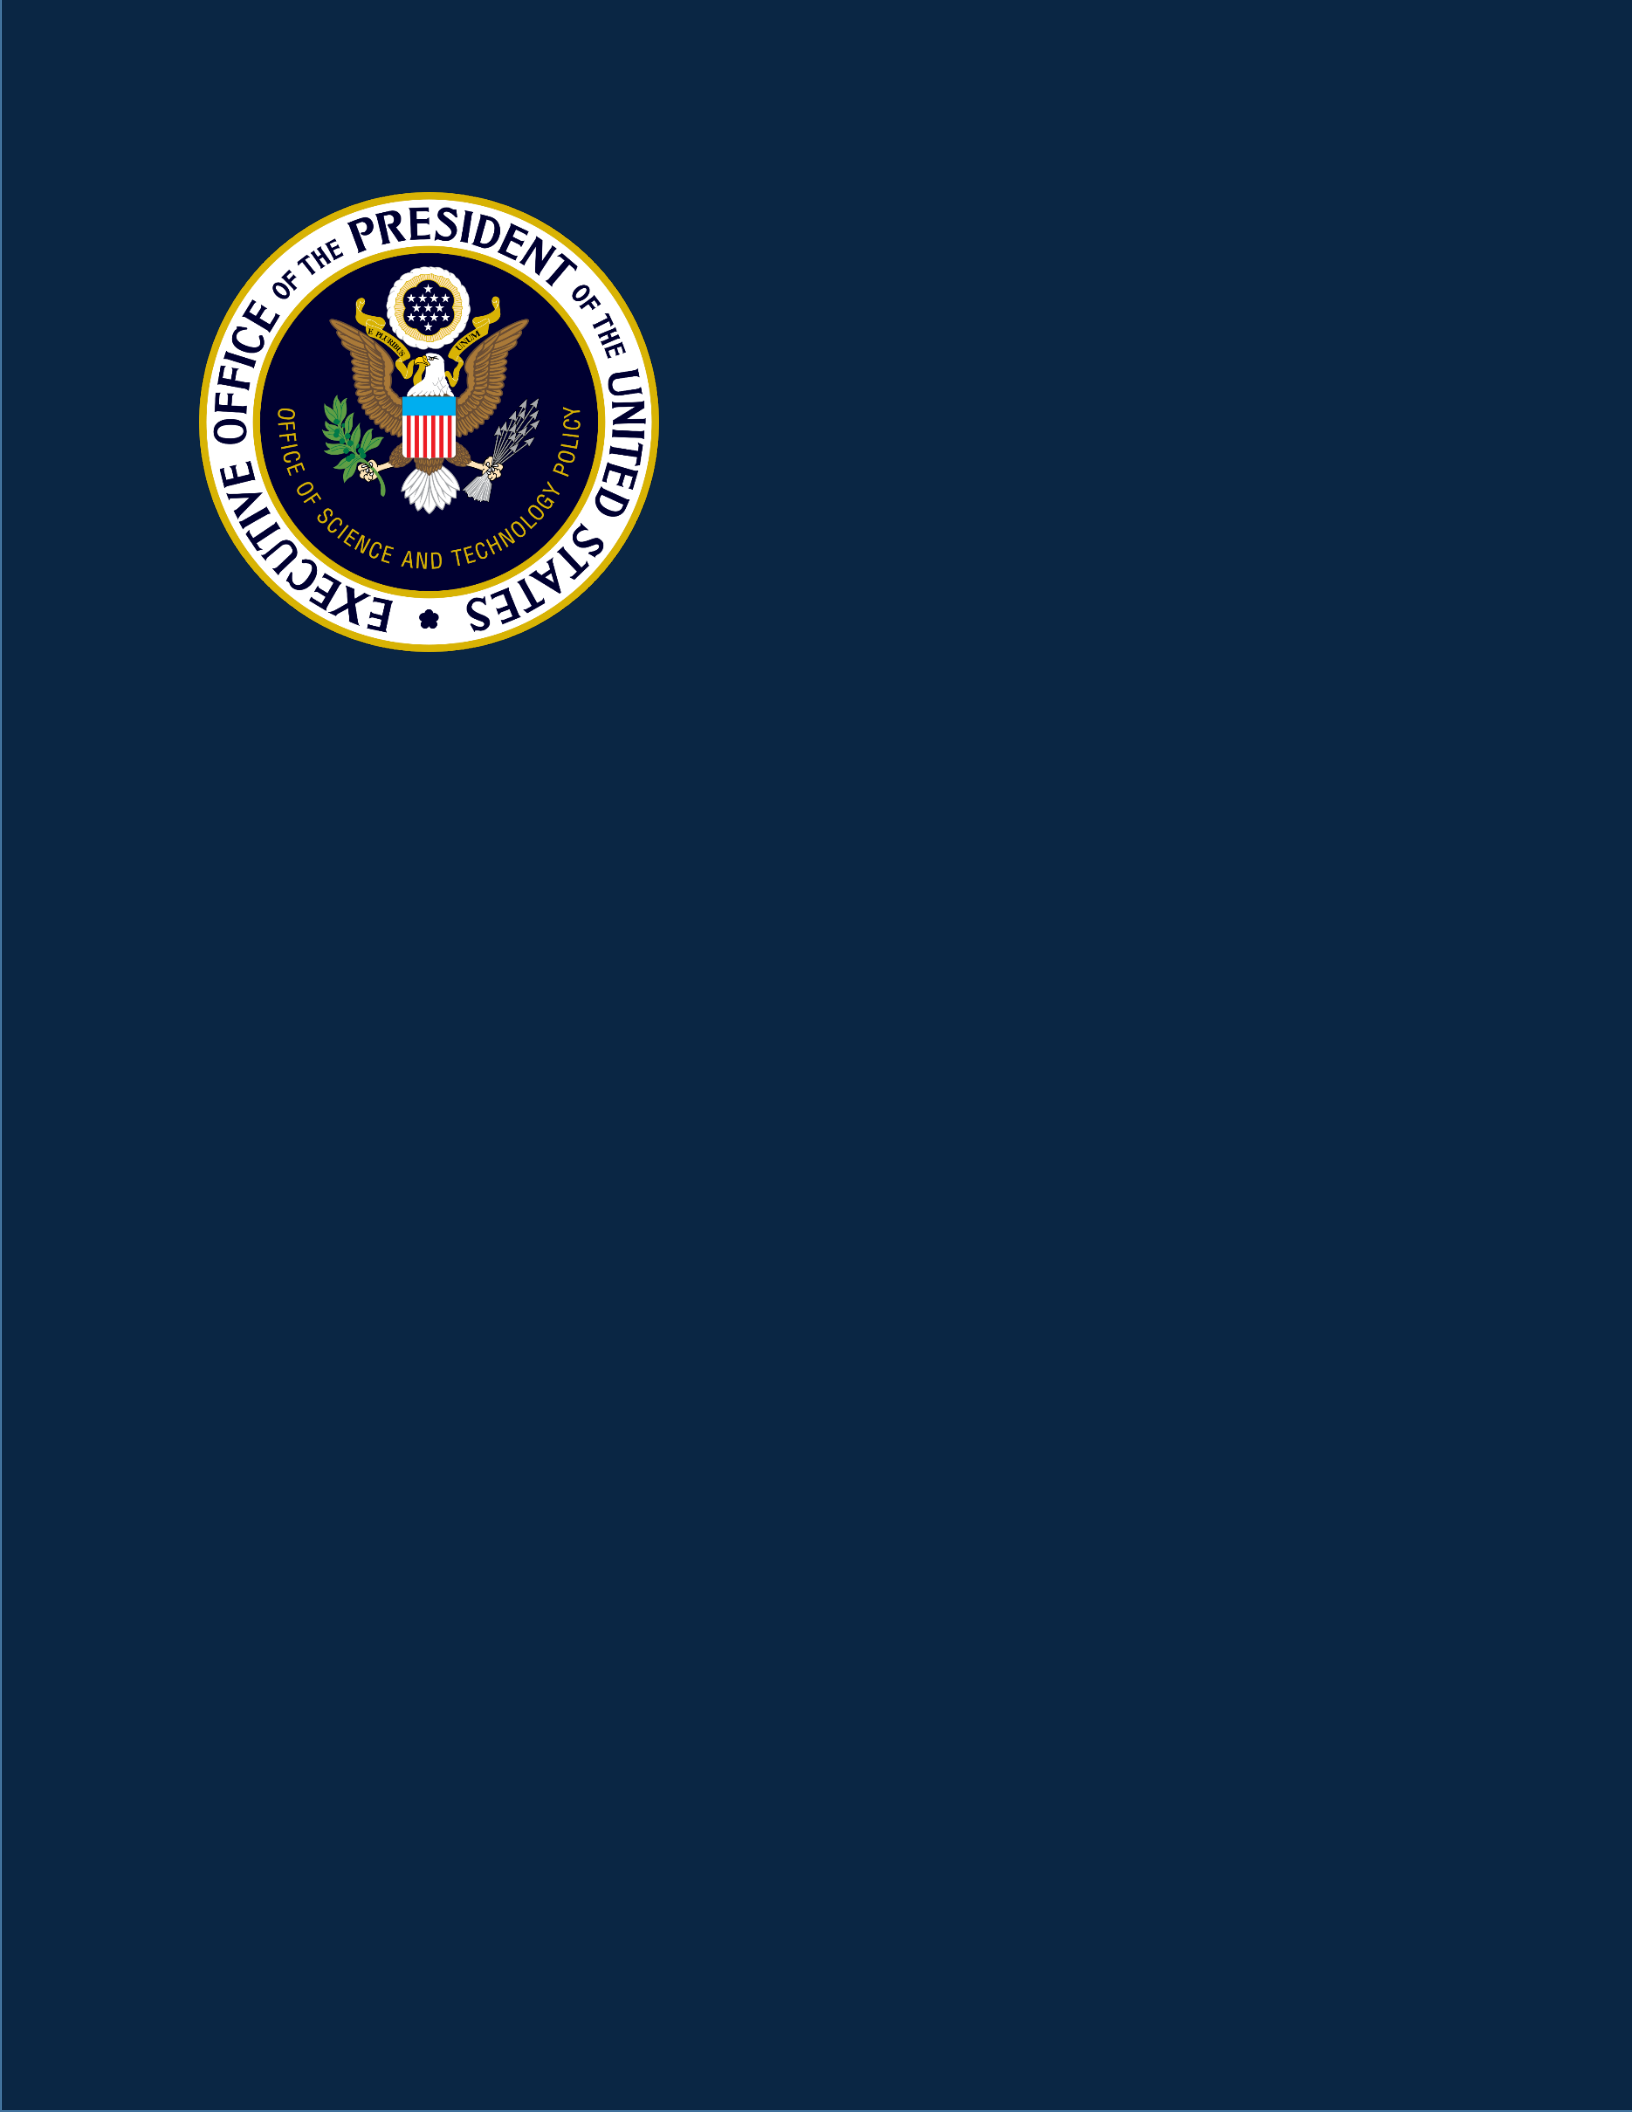 EXECUTIVE OFFICE OF THE PRESIDENT OF THE UNITED STATES
E PLURIBUS UNUM
OFFICE OF SCIENCE AND TECHNOLOGY POLICY